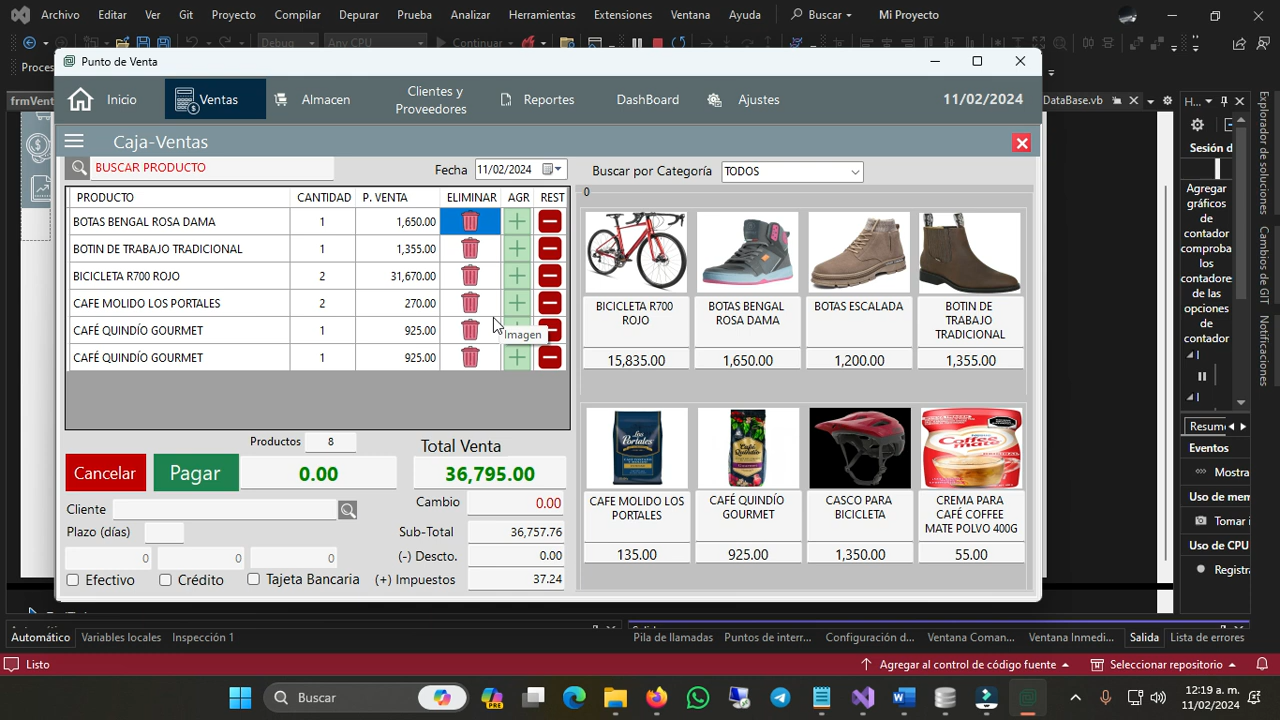 Archivo Editar Ver Git Proyecto Compilar Depurar Prueba Analizar Herramientas Extensiones Ventana Ayuda Buscar Mi Proyecto
Debug Any CPU Continuar
Proces
Punto de Venta
frmVent
DataBase.vb
H...
Inicio Ventas Almacen Clientes y Proveedores Reportes DashBoard Ajustes 11/02/2024
Caja-Ventas
BUSCAR PRODUCTO Fecha 11/02/2024 Buscar por Categoría TODOS
0
PRODUCTO CANTIDAD P. VENTA ELIMINAR AGR REST
BOTAS BENGAL ROSA DAMA 1 1,650.00
BOTIN DE TRABAJO TRADICIONAL 1 1,355.00
BICICLETA R700 ROJO 2 31,670.00
CAFE MOLIDO LOS PORTALES 2 270.00
CAFÉ QUINDÍO GOURMET 1 925.00
Imagen
CAFÉ QUINDÍO GOURMET 1 925.00
BICICLETA R700 ROJO
15,835.00
BOTAS BENGAL ROSA DAMA
1,650.00
BOTAS ESCALADA
1,200.00
BOTIN DE TRABAJO TRADICIONAL
1,355.00
Los Portales
Café Quindío
Coffee mate
CAFE MOLIDO LOS PORTALES
135.00
CAFÉ QUINDÍO GOURMET
925.00
CASCO PARA BICICLETA
1,350.00
CREMA PARA CAFÉ COFFEE MATE POLVO 400G
55.00
Productos 8 Total Venta
Cancelar Pagar 0.00 36,795.00
Cliente Cambio 0.00
Plazo (días) Sub-Total 36,757.76
0 0 0 (-) Descto. 0.00
Efectivo Crédito Tajeta Bancaria (+) Impuestos 37.24
Sesión d
Agregar
gráficos
de
contador
comprueba
los
contadores
de las
opciones
de
contador
Resume
Eventos
Mostra
Uso de mem
Tomar i
Uso de CPU
Registra
Explorador de soluciones Cambios de GIT Notificaciones
Automático Variables locales Inspección 1
Pila de llamadas Puntos de interr... Configuración d... Ventana Coman... Ventana Inmedi... Salida Lista de errores
Listo Agregar al control de código fuente Seleccionar repositorio
Buscar PRE 12:19 a. m.
11/02/2024